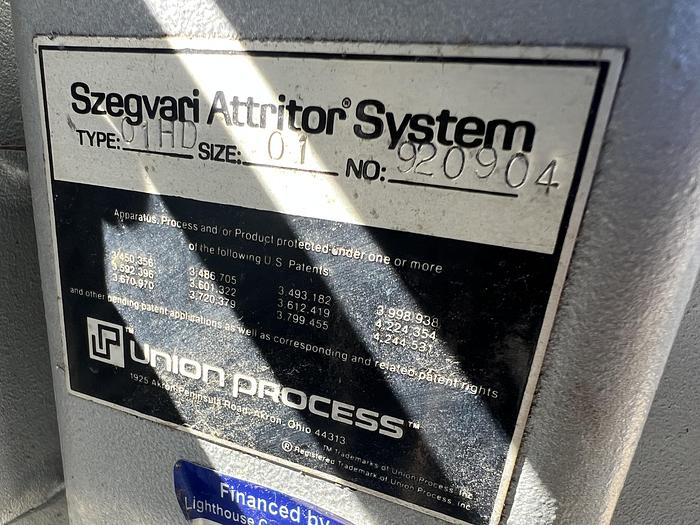 Szegvari Attritor® System
TYPE: 01HD SIZE: 01 NO: 920904
Apparatus, Process and/or Product protected under one or more
of the following U.S. Patents:
3,450,356 3,486,705 3,493,182 3,998,938
3,592,396 3,601,322 3,612,419 4,224,354
3,670,970 3,720,379 3,799,455 4,244,531
and other pending patent applications as well as corresponding and related patent rights
UNION PROCESS™
1925 Akron-Peninsula Road, Akron, Ohio 44313
™ Trademarks of Union Process, Inc.
® Registered Trademark of Union Process, Inc.
Financed by
Lighthouse